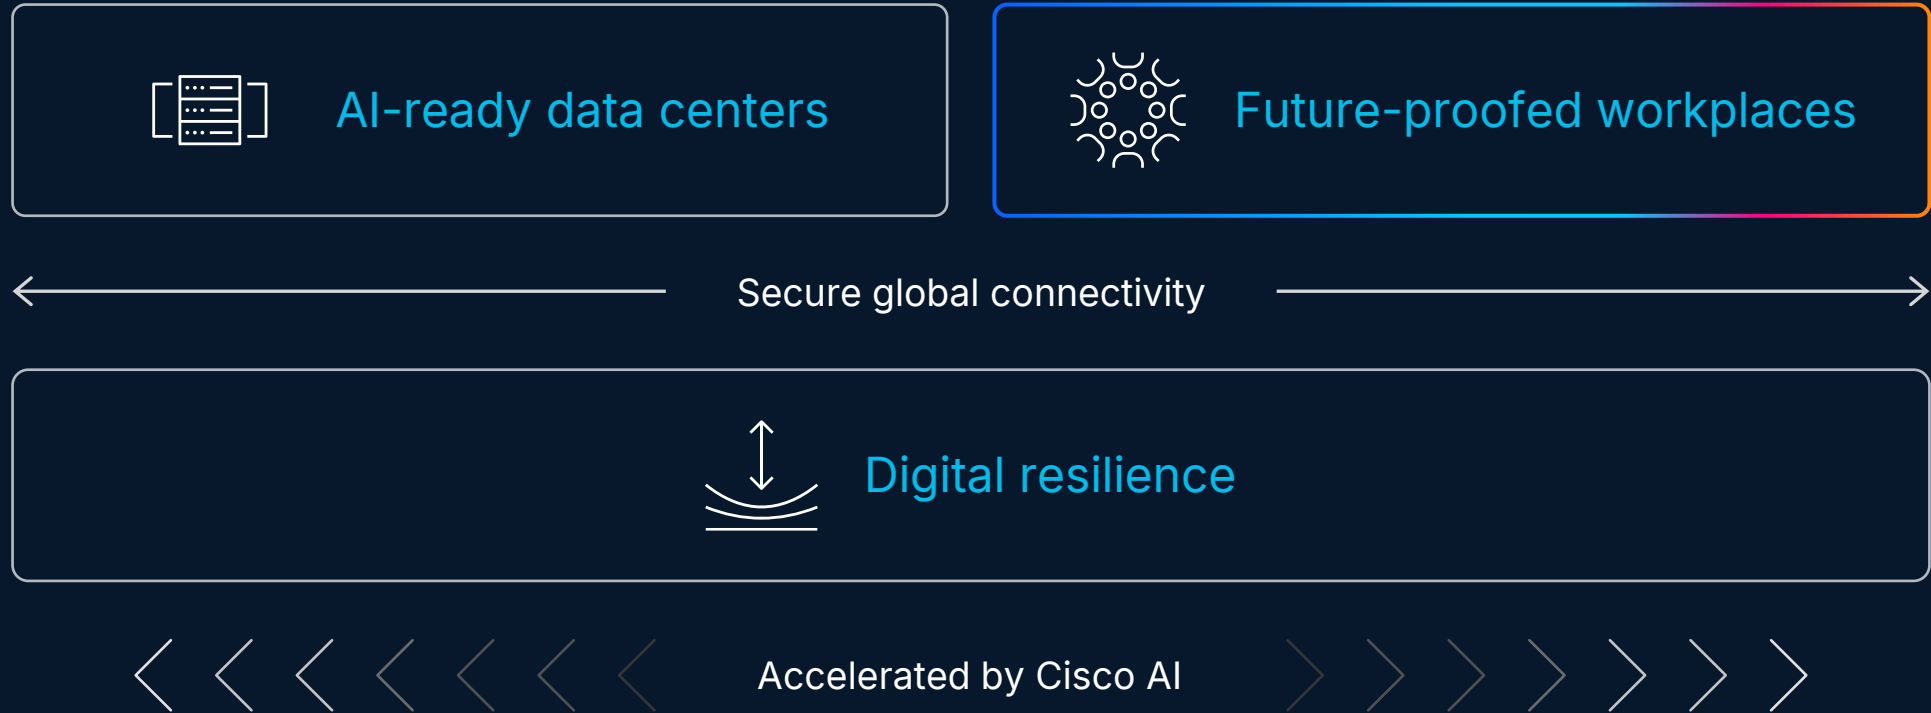 AI-ready data centers
Future-proofed workplaces
Secure global connectivity
Digital resilience
Accelerated by Cisco AI